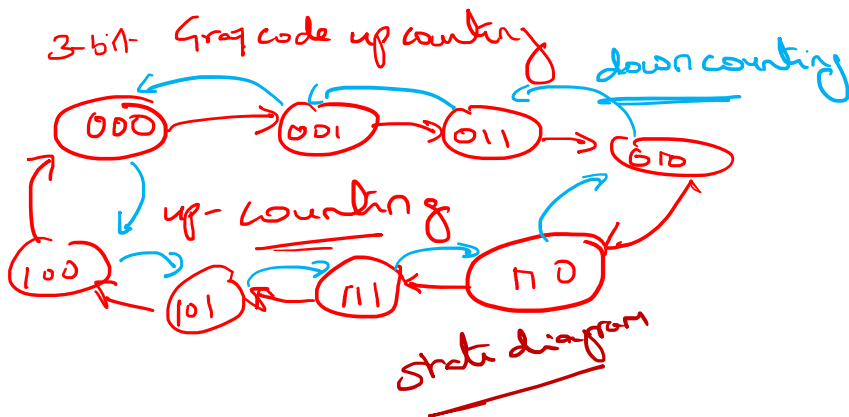 3-bit Gray code up counting
down counting
000
001
011
010
up-counting
100
101
111
110
state diagram